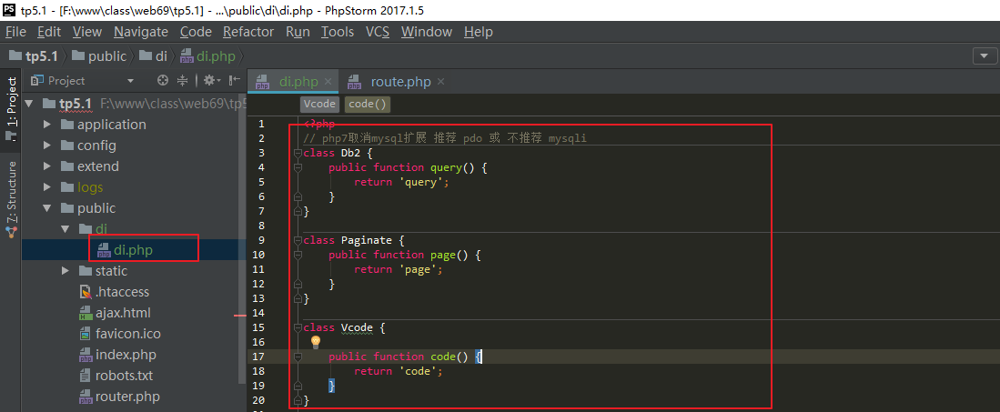 tp5.1 - [F:\www\class\web69\tp5.1] - ...\public\di\di.php - PhpStorm 2017.1.5
File Edit View Navigate Code Refactor Run Tools VCS Window Help
tp5.1 public di di.php
1: Project
7: Structure
Project
tp5.1 F:\www\class\web69\tp5
application
config
extend
logs
public
di
di.php
static
.htaccess
ajax.html
favicon.ico
index.php
robots.txt
router.php
di.php route.php
Vcode code()
1 <?php
2 // php7取消mysql扩展 推荐 pdo 或 不推荐 mysqli
3 class Db2 {
4 public function query() {
5 return 'query';
6 }
7 }
8
9 class Paginate {
10 public function page() {
11 return 'page';
12 }
13 }
14
15 class Vcode {
16
17 public function code() {
18 return 'code';
19 }
20 }